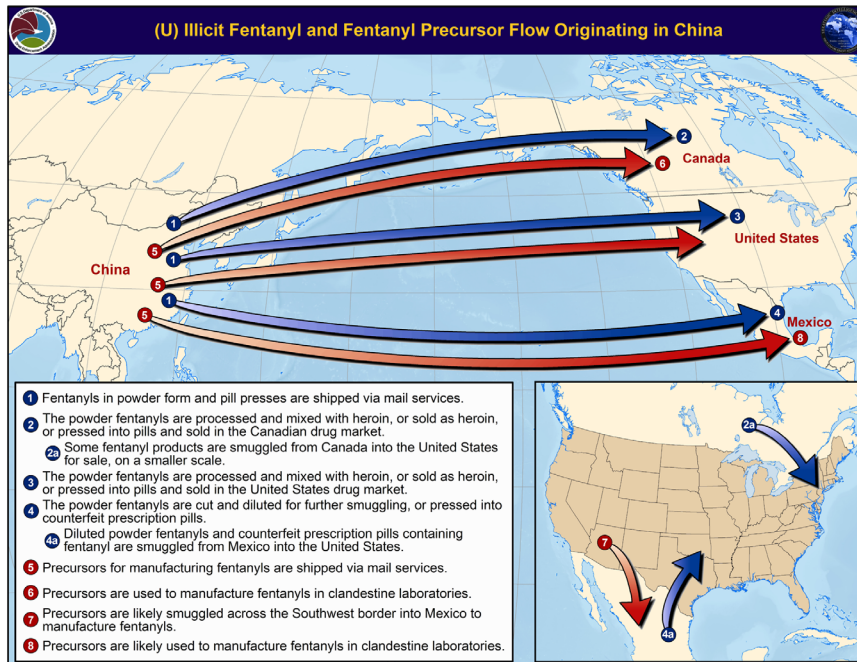 (U) Illicit Fentanyl and Fentanyl Precursor Flow Originating in China
2
6
Canada
1
5
1
3
United States
China
5
1
5
4
Mexico
8
1 Fentanyls in powder form and pill presses are shipped via mail services.
2 The powder fentanyls are processed and mixed with heroin, or sold as heroin,
or pressed into pills and sold in the Canadian drug market.
2a Some fentanyl products are smuggled from Canada into the United States
for sale, on a smaller scale.
3 The powder fentanyls are processed and mixed with heroin, or sold as heroin,
or pressed into pills and sold in the United States drug market.
4 The powder fentanyls are cut and diluted for further smuggling, or pressed into
counterfeit prescription pills.
4a Diluted powder fentanyls and counterfeit prescription pills containing
fentanyl are smuggled from Mexico into the United States.
5 Precursors for manufacturing fentanyls are shipped via mail services.
6 Precursors are used to manufacture fentanyls in clandestine laboratories.
7 Precursors are likely smuggled across the Southwest border into Mexico to
manufacture fentanyls.
8 Precursors are likely used to manufacture fentanyls in clandestine laboratories.
2a
7
4a